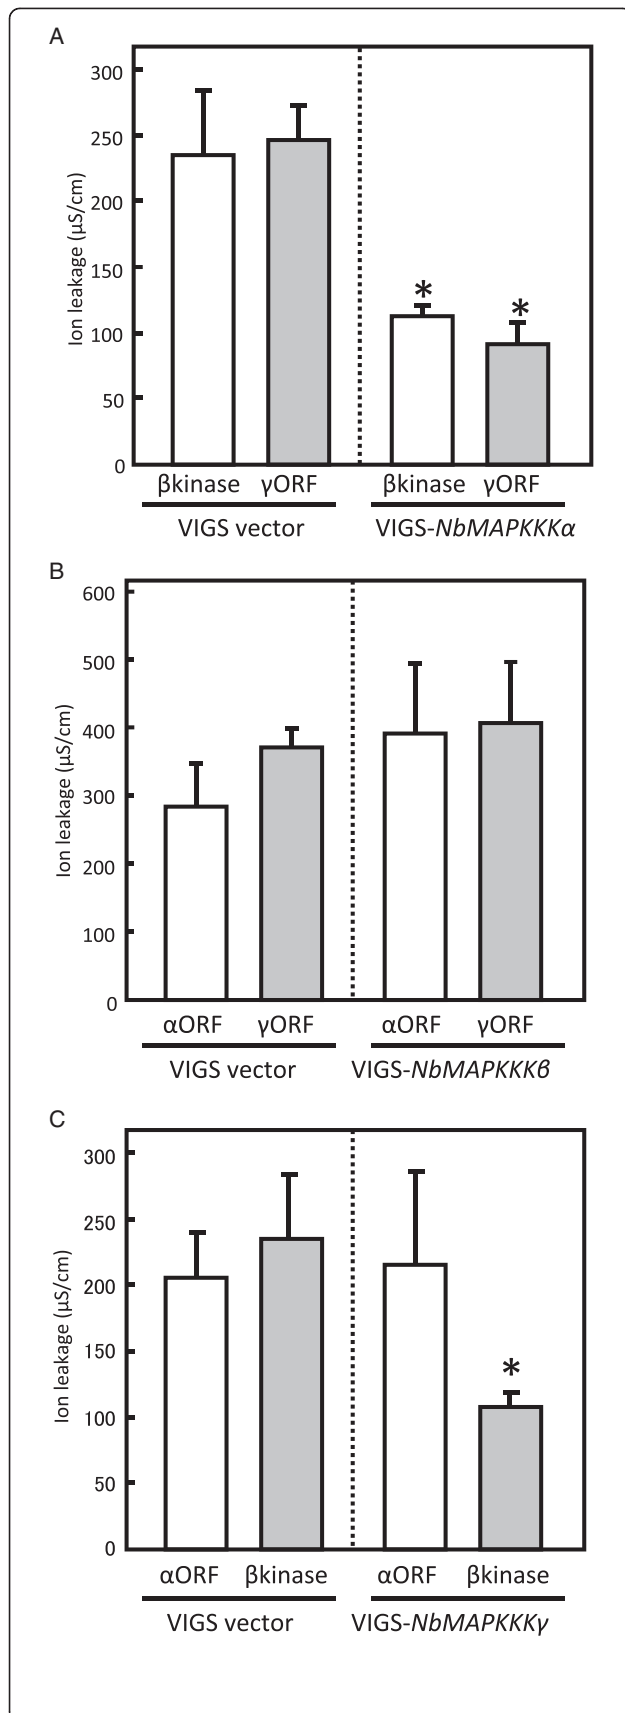 A
Ion leakage (µS/cm)
300
250
200
150
100
50
0
* *
βkinase γORF βkinase γORF
VIGS vector VIGS-NbMAPKKKα
B
Ion leakage (µS/cm)
600
500
400
300
200
100
0
αORF γORF αORF γORF
VIGS vector VIGS-NbMAPKKKβ
C
Ion leakage (µS/cm)
300
250
200
150
100
50
0
*
αORF βkinase αORF βkinase
VIGS vector VIGS-NbMAPKKKγ